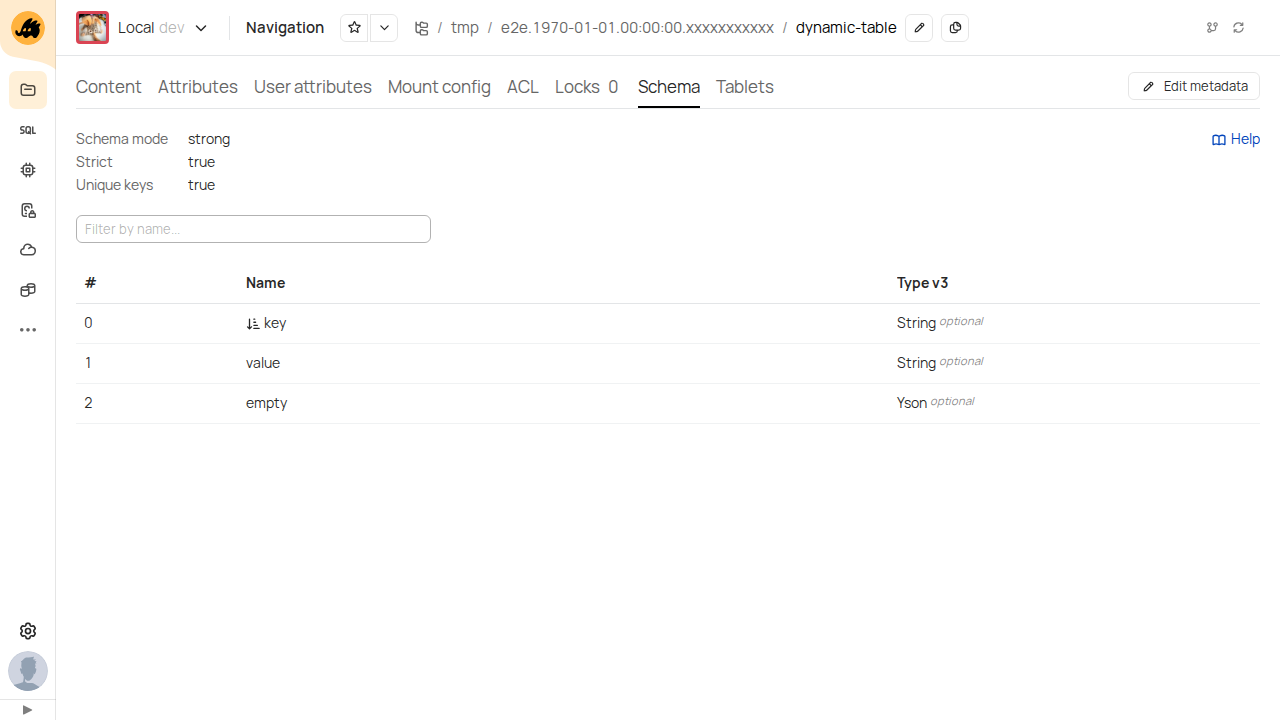 Local dev Navigation / tmp / e2e.1970-01-01.00:00:00.xxxxxxxxxxx / dynamic-table
SQL
Content Attributes User attributes Mount config ACL Locks 0 Schema Tablets Edit metadata
Schema mode strong Help
Strict true
Unique keys true
Filter by name...
# Name Type v3
0 key String optional
1 value String optional
2 empty Yson optional